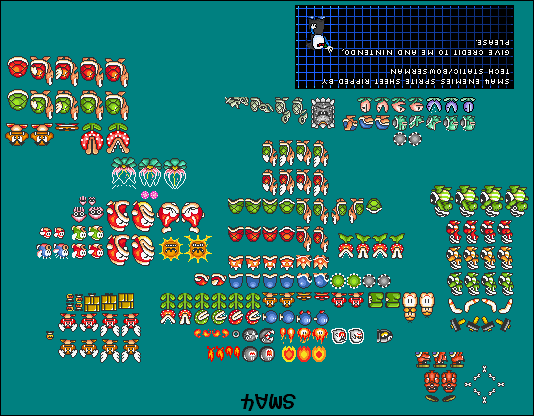 SMA4
SMA4 ENEMIES SPRITE SHEET RIPPED BY
TECH STATIC/BOWSERMAN
GIVE CREDIT TO ME AND NINTENDO,
PLEASE.